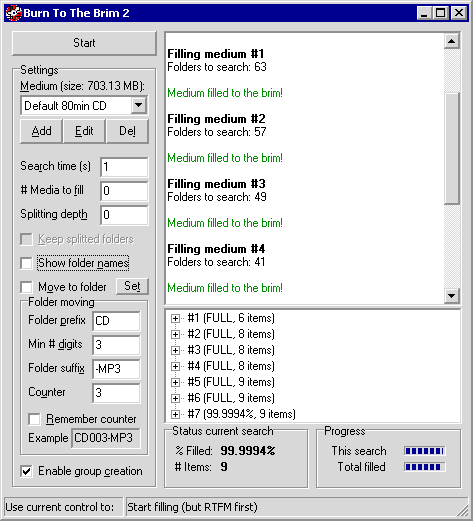 Burn To The Brim 2
Start
Settings
Medium (size: 703.13 MB):
Default 80min CD
Add Edit Del
Search time (s) 1
# Media to fill 0
Splitting depth 0
Keep splitted folders
Show folder names
Move to folder Set
Folder moving
Folder prefix CD
Min # digits 3
Folder suffix -MP3
Counter 3
Remember counter
Example CD003-MP3
Enable group creation
Filling medium #1
Folders to search: 63
Medium filled to the brim!
Filling medium #2
Folders to search: 57
Medium filled to the brim!
Filling medium #3
Folders to search: 49
Medium filled to the brim!
Filling medium #4
Folders to search: 41
Medium filled to the brim!
#1 (FULL, 6 items)
#2 (FULL, 8 items)
#3 (FULL, 8 items)
#4 (FULL, 8 items)
#5 (FULL, 9 items)
#6 (FULL, 9 items)
#7 (99.9994%, 9 items)
Status current search
% Filled: 99.9994%
# Items: 9
Progress
This search
Total filled
Use current control to: Start filling (but RTFM first)